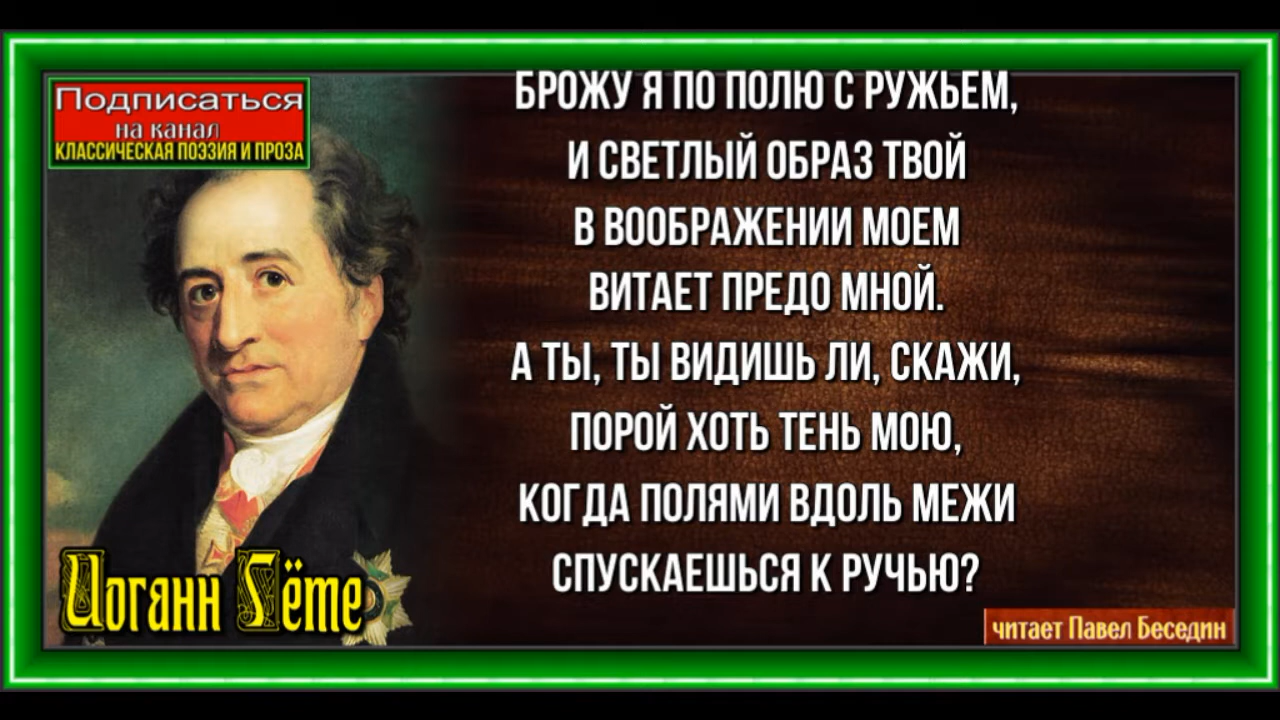 Подписаться
на канал
КЛАССИЧЕСКАЯ ПОЭЗИЯ И ПРОЗА
БРОЖУ Я ПО ПОЛЮ С РУЖЬЕМ,
И СВЕТЛЫЙ ОБРАЗ ТВОЙ
В ВООБРАЖЕНИИ МОЕМ
ВИТАЕТ ПРЕДО МНОЙ.
А ТЫ, ТЫ ВИДИШЬ ЛИ, СКАЖИ,
ПОРОЙ ХОТЬ ТЕНЬ МОЮ,
КОГДА ПОЛЯМИ ВДОЛЬ МЕЖИ
СПУСКАЕШЬСЯ К РУЧЬЮ?
Иоганн Гёте
читает Павел Беседин